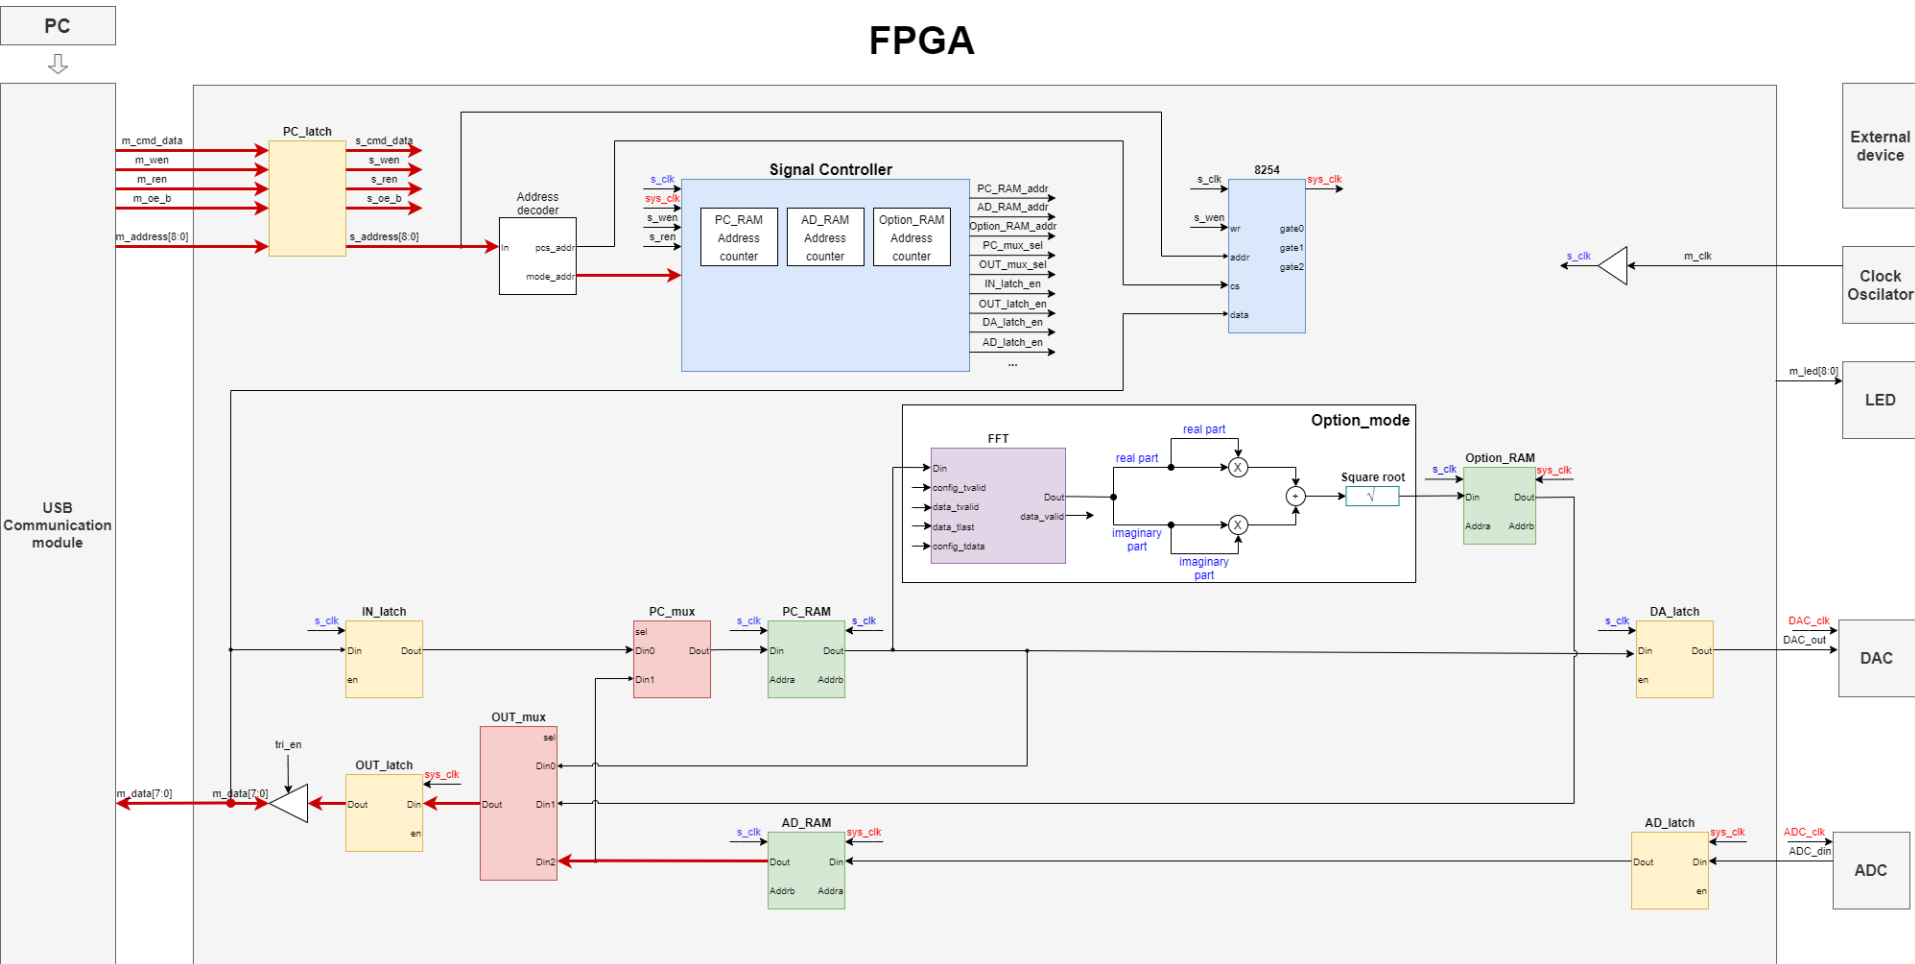 PC
FPGA
USB
Communication
module
m_cmd_data
m_wen
m_ren
m_oe_b
m_address[8:0]
PC_latch
s_cmd_data
s_wen
s_ren
s_oe_b
s_address[8:0]
Address
decoder
In
pcs_addr
mode_addr
Signal Controller
s_clk
sys_clk
s_wen
s_ren
PC_RAM
Address
counter
AD_RAM
Address
counter
Option_RAM
Address
counter
PC_RAM_addr
AD_RAM_addr
Option_RAM_addr
PC_mux_sel
OUT_mux_sel
IN_latch_en
OUT_latch_en
DA_latch_en
AD_latch_en
...
8254
s_clk
s_wen
wr
addr
cs
data
gate0
gate1
gate2
sys_clk
s_clk
m_clk
External
device
Clock
Oscilator
m_led[8:0]
LED
Option_mode
FFT
Din
config_tvalid
data_tvalid
data_tlast
config_tdata
Dout
data_valid
real part
real part
imaginary
part
imaginary
part
X
X
+
Square root
√
Option_RAM
s_clk
sys_clk
Din
Dout
Addra
Addrb
IN_latch
s_clk
Din
Dout
en
PC_mux
sel
Din0
Dout
Din1
PC_RAM
s_clk
s_clk
Din
Dout
Addra
Addrb
DA_latch
s_clk
Din
Dout
en
DAC_clk
DAC_out
DAC
OUT_mux
sel
Din0
Dout
Din1
Din2
tri_en
m_data[7:0]
m_data[7:0]
OUT_latch
sys_clk
Dout
Din
en
AD_RAM
s_clk
sys_clk
Dout
Din
Addrb
Addra
AD_latch
sys_clk
Dout
Din
en
ADC_clk
ADC_din
ADC